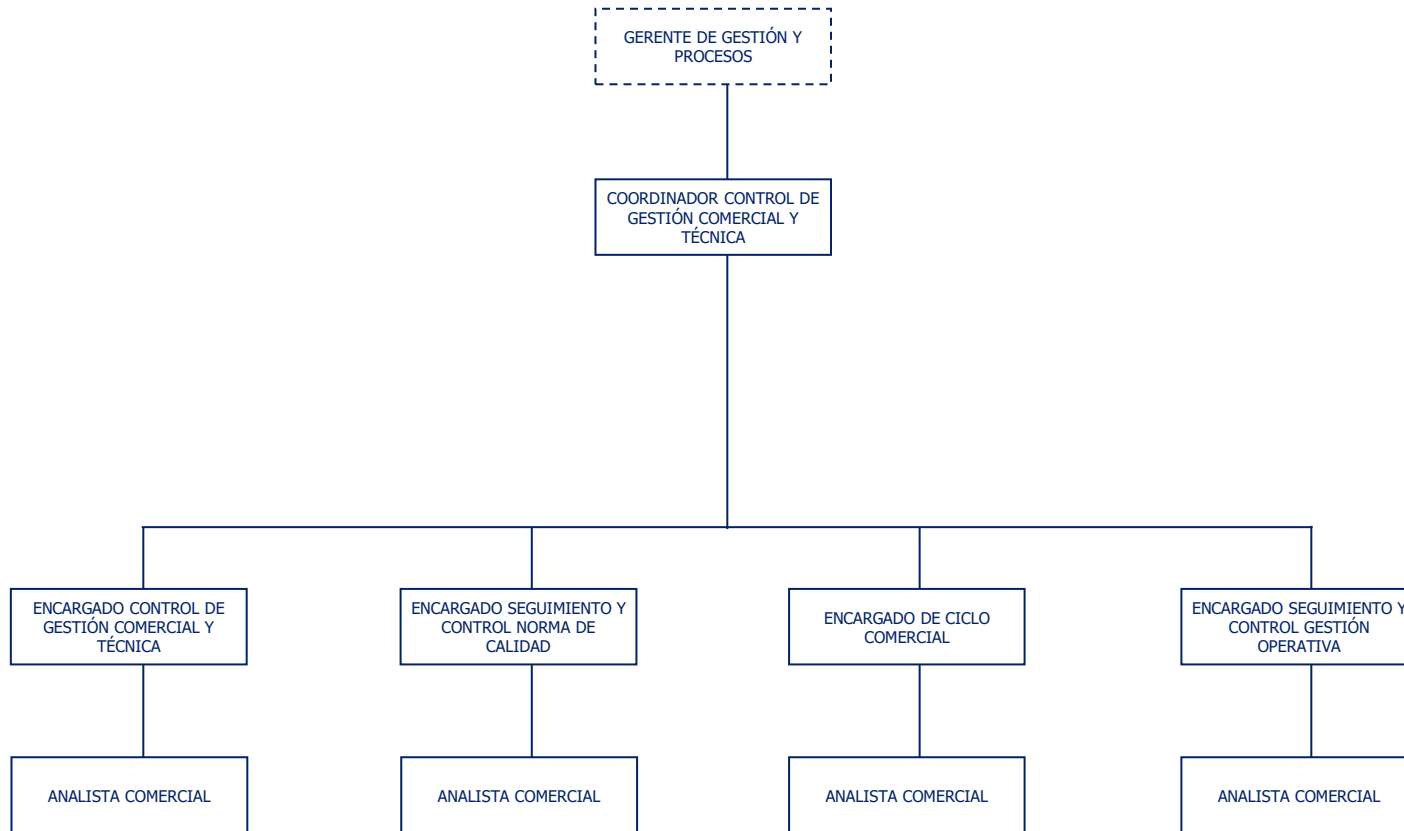 GERENTE DE GESTIÓN Y
PROCESOS
COORDINADOR CONTROL DE
GESTIÓN COMERCIAL Y
TÉCNICA
ENCARGADO CONTROL DE
GESTIÓN COMERCIAL Y
TÉCNICA
ENCARGADO SEGUIMIENTO Y
CONTROL NORMA DE
CALIDAD
ENCARGADO DE CICLO
COMERCIAL
ENCARGADO SEGUIMIENTO Y
CONTROL GESTIÓN
OPERATIVA
ANALISTA COMERCIAL
ANALISTA COMERCIAL
ANALISTA COMERCIAL
ANALISTA COMERCIAL